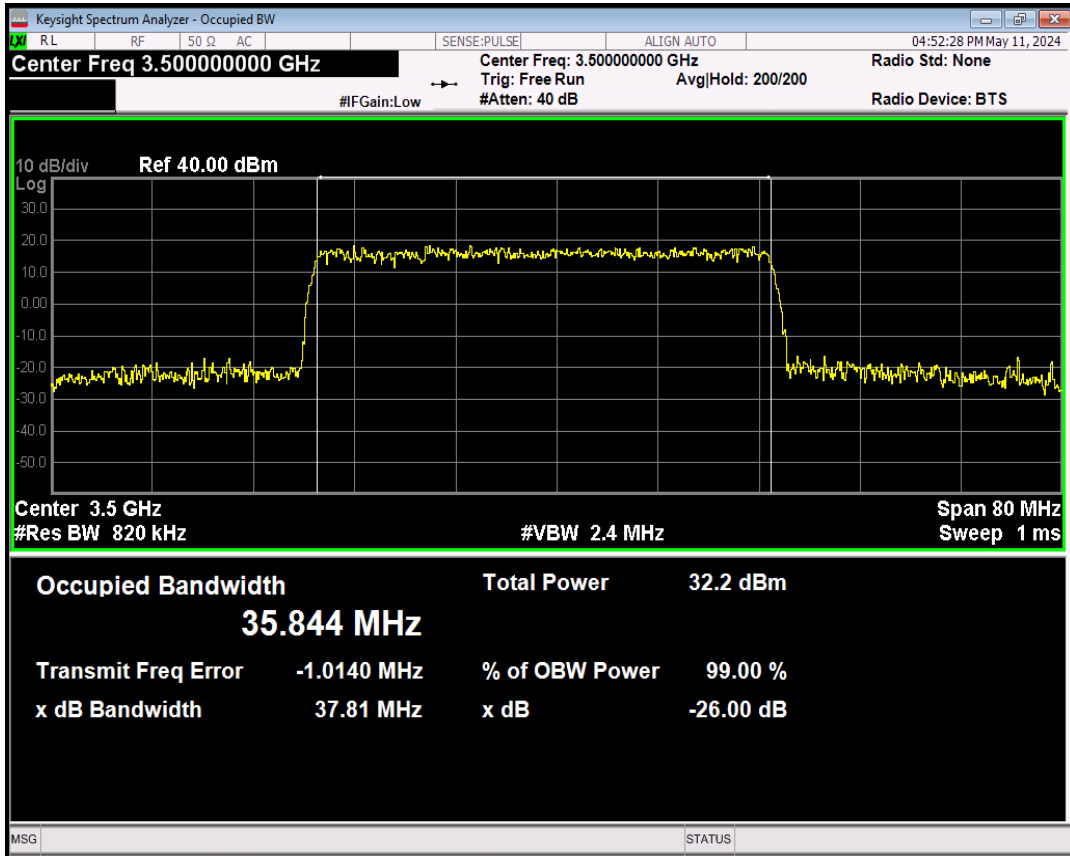 Keysight Spectrum Analyzer - Occupied BW
LXI RL RF 50 Ω AC SENSE:PULSE ALIGN AUTO 04:52:28 PM May 11, 2024
Center Freq 3.500000000 GHz Center Freq: 3.500000000 GHz Radio Std: None
Trig: Free Run Avg|Hold: 200/200
#IFGain:Low #Atten: 40 dB Radio Device: BTS
10 dB/div Ref 40.00 dBm
Log
30.0
20.0
10.0
0.00
-10.0
-20.0
-30.0
-40.0
-50.0
Center 3.5 GHz Span 80 MHz
#Res BW 820 kHz #VBW 2.4 MHz Sweep 1 ms
Occupied Bandwidth Total Power 32.2 dBm
35.844 MHz
Transmit Freq Error -1.0140 MHz % of OBW Power 99.00 %
x dB Bandwidth 37.81 MHz x dB -26.00 dB
MSG STATUS